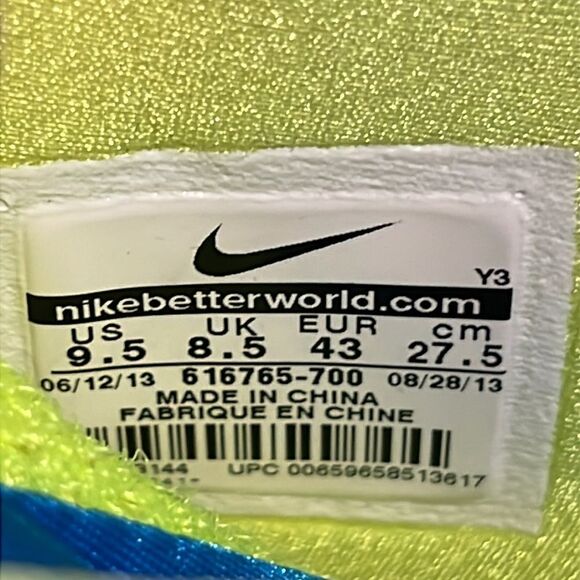 Y3
nikebetterworld.com
US UK EUR cm
9.5 8.5 43 27.5
06/12/13 616765-700 08/28/13
MADE IN CHINA
FABRIQUE EN CHINE
UPC 00659658513617